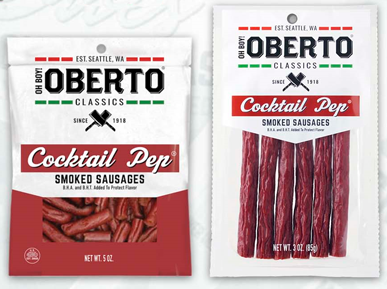 EST. SEATTLE, WA
OH BOY!
OBERTO®
CLASSICS
SINCE 1918
Cocktail Pep®
SMOKED SAUSAGES
B.H.A. and B.H.T. Added To Protect Flavor
NET WT. 5 OZ.
EST. SEATTLE, WA
OH BOY!
OBERTO®
CLASSICS
SINCE 1918
Cocktail Pep®
SMOKED SAUSAGES
B.H.A. and B.H.T. Added To Protect Flavor
NET WT. 3 OZ. (85g)